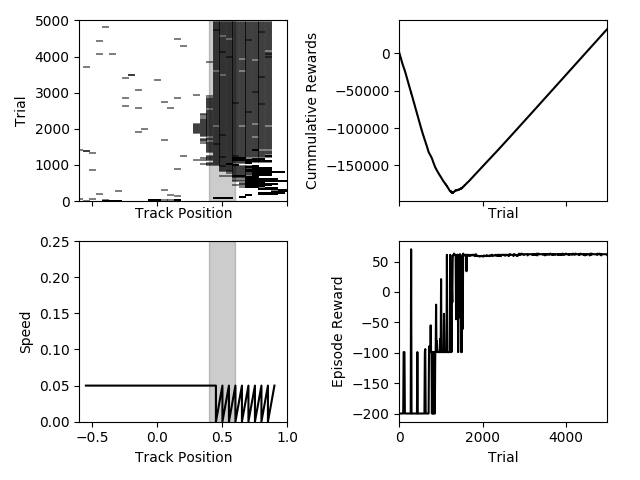 5000
4000
3000
2000
1000
0
Trial
Track Position
0
−50000
−100000
−150000
Cummulative Rewards
Trial
0.25
0.20
0.15
0.10
0.05
0.00
Speed
−0.5 0.0 0.5 1.0
Track Position
50
0
−50
−100
−150
−200
Episode Reward
0 2000 4000
Trial